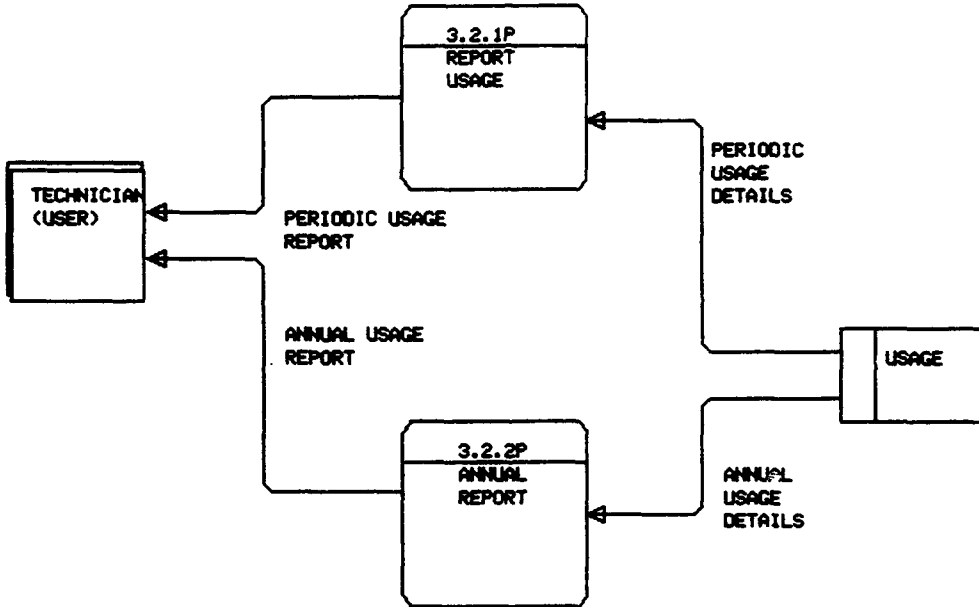 3.2.1P
REPORT
USAGE
PERIODIC
USAGE
DETAILS
TECHNICIAN
(USER)
PERIODIC USAGE
REPORT
ANNUAL USAGE
REPORT
USAGE
3.2.2P
ANNUAL
REPORT
ANNUAL
USAGE
DETAILS